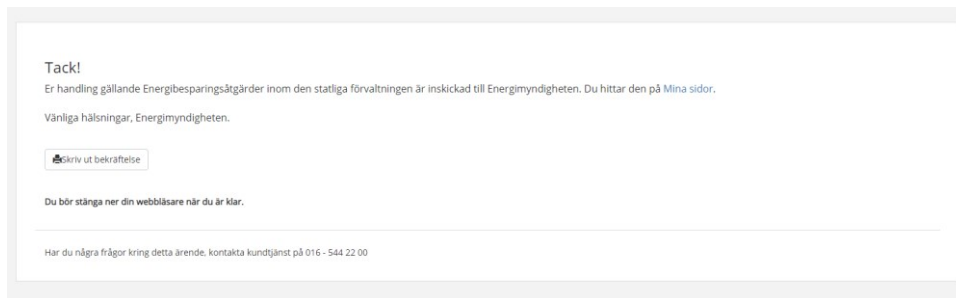 Tack!
Er handling gällande Energibesparingsåtgärder inom den statliga förvaltningen är inskickad till Energimyndigheten. Du hittar den på Mina sidor.
Vänliga hälsningar, Energimyndigheten.
Skriv ut bekräftelse
Du bör stänga ner din webbläsare när du är klar.
Har du några frågor kring detta ärende, kontakta kundtjänst på 016 - 544 22 00